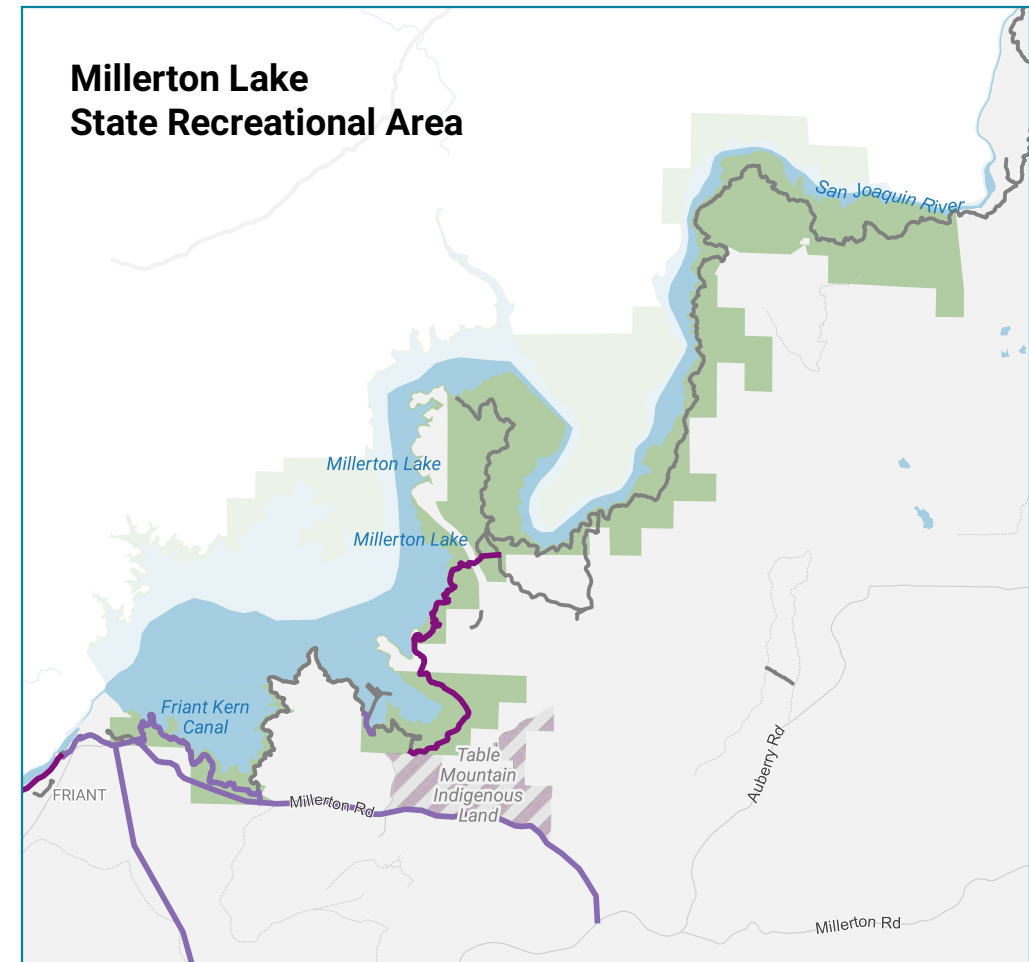 Millerton Lake
State Recreational Area
San Joaquin River
Millerton Lake
Millerton Lake
Friant Kern
Canal
Auberry Rd
Table
Mountain
Indigenous
Land
FRIANT
Millerton Rd
Millerton Rd